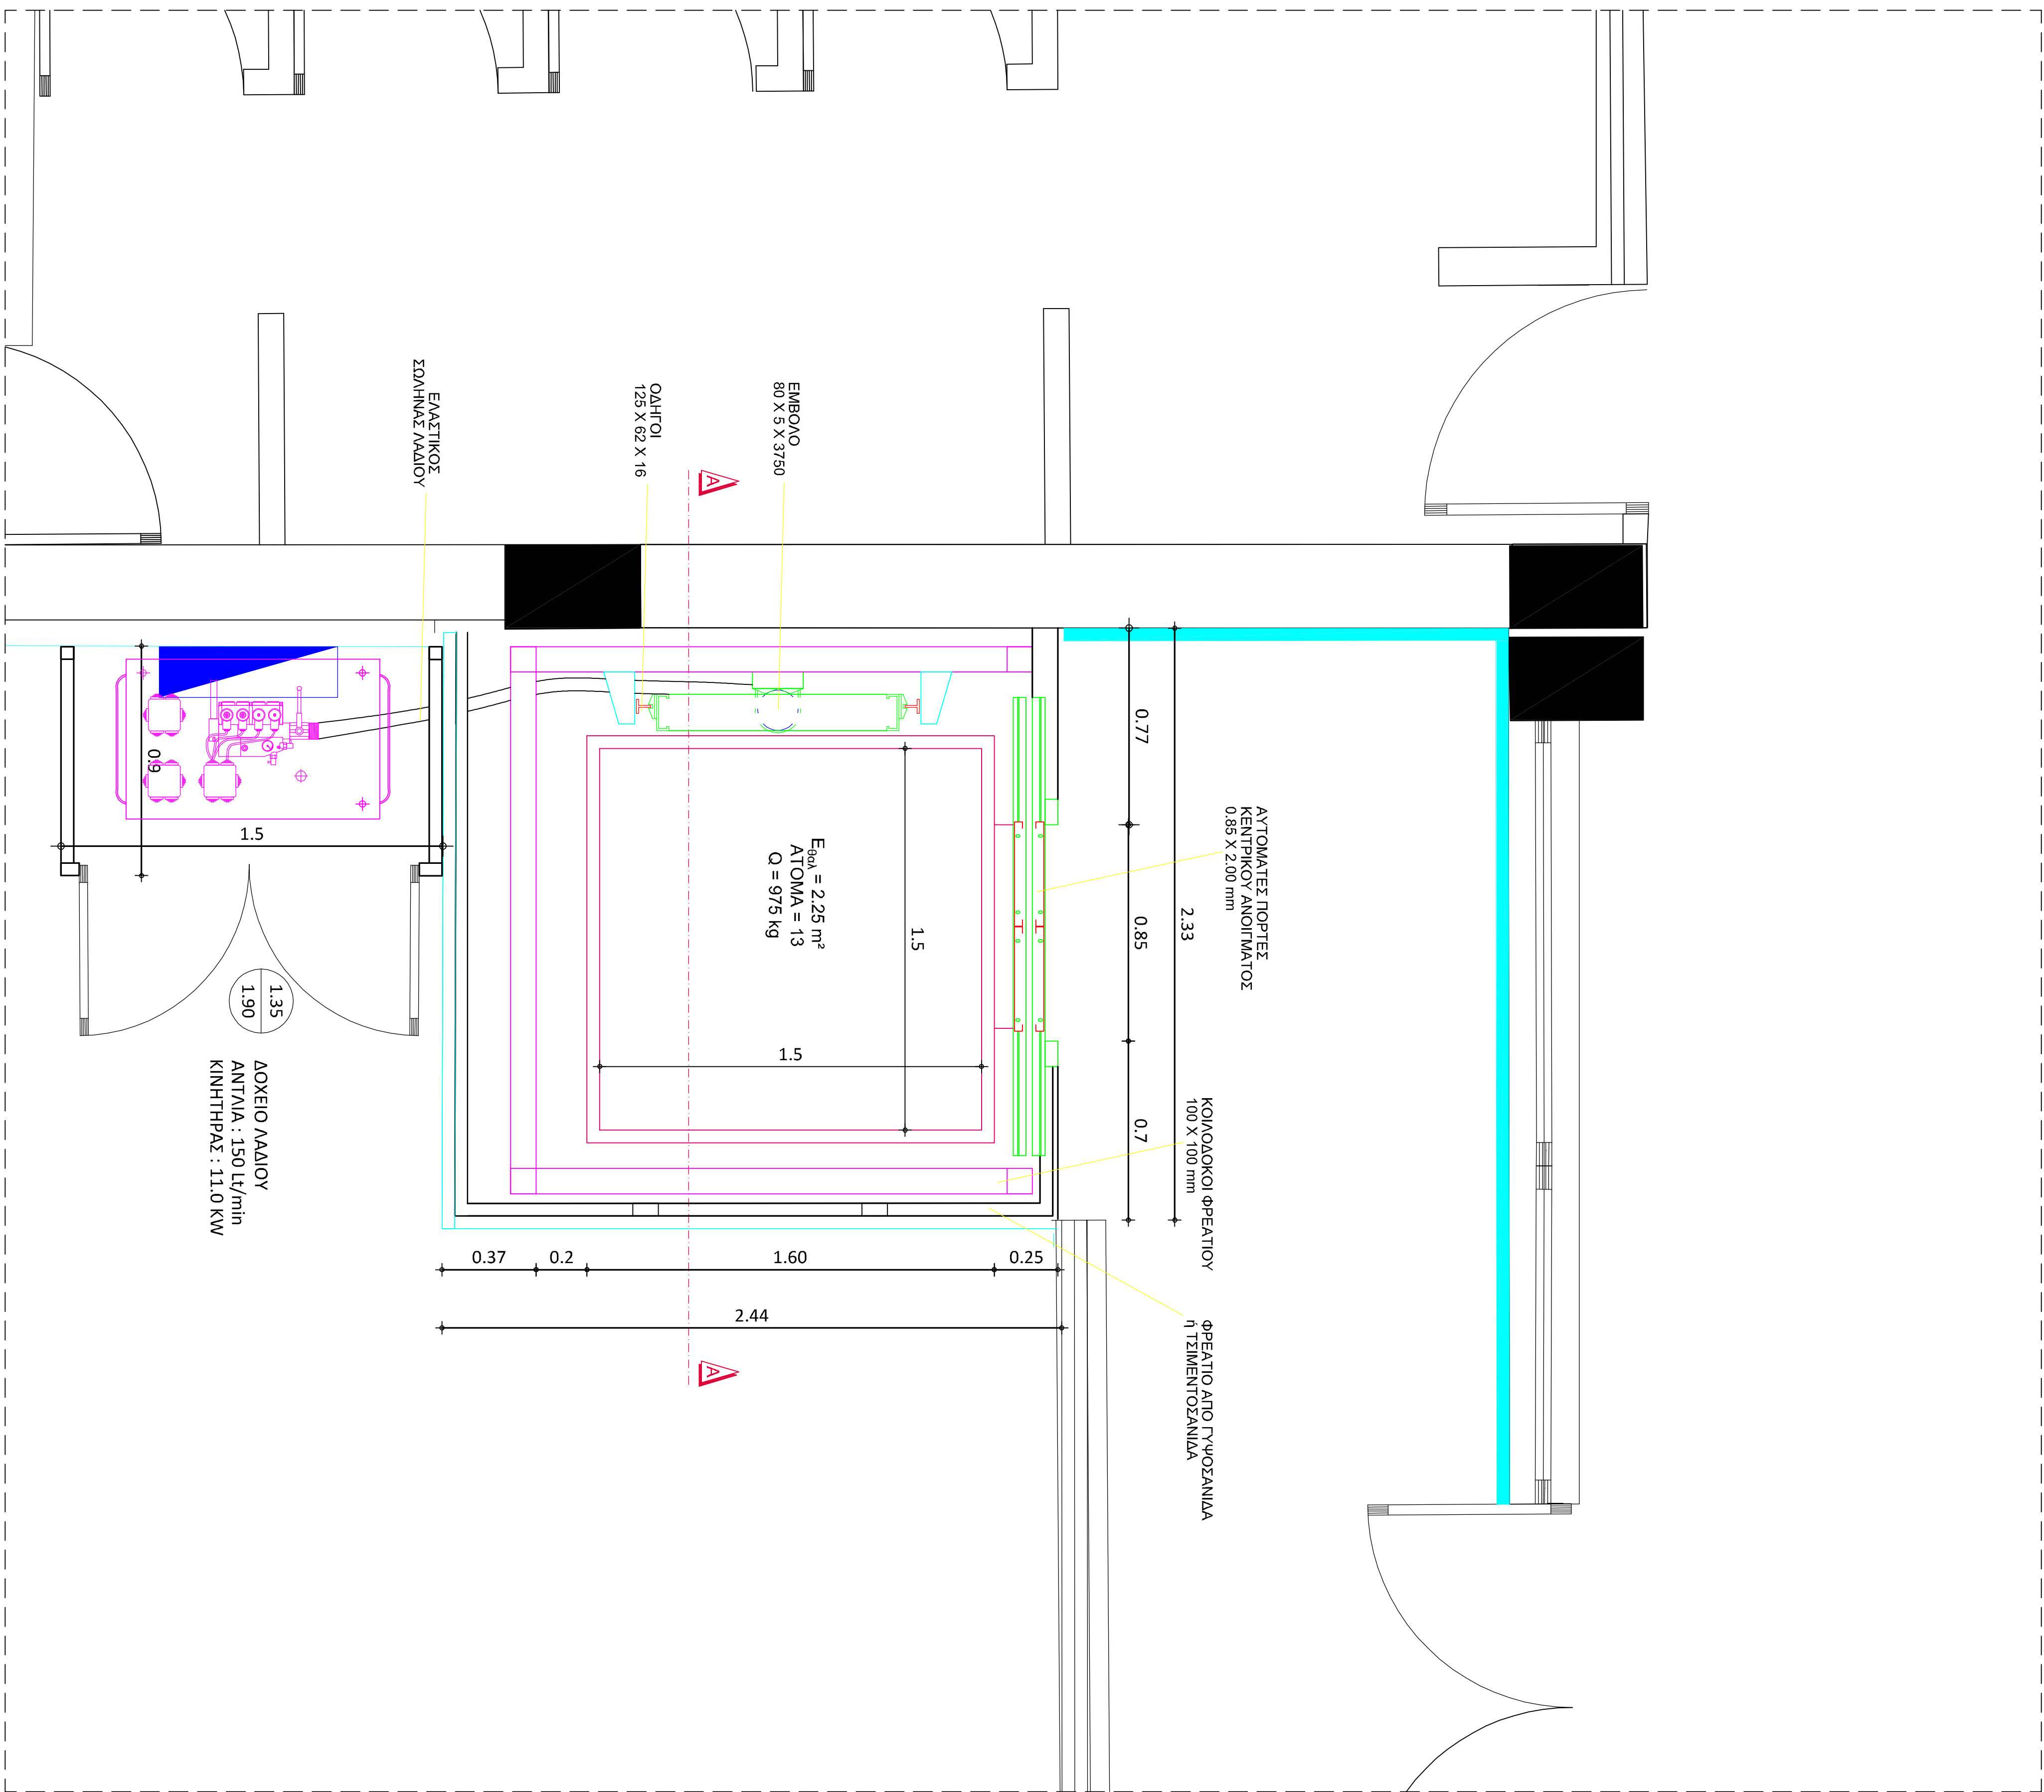 ΕΛΑΣΤΙΚΟΣ
ΣΩΛΗΝΑΣ ΛΑΔΙΟΥ
ΟΔΗΓΟΙ
125 X 62 X 16
ΕΜΒΟΛΟ
80 X 5 X 3750
A
ΑΥΤΟΜΑΤΕΣ ΠΟΡΤΕΣ
ΚΕΝΤΡΙΚΟΥ ΑΝΟΙΓΜΑΤΟΣ
0.85 X 2.00 mm
0.77
0.85
0.7
2.33
Εθαλ = 2.25 m²
ΑΤΟΜΑ = 13
Q = 975 kg
1.5
1.5
0.9
1.5
1.35
1.90
ΔΟΧΕΙΟ ΛΑΔΙΟΥ
ΑΝΤΛΙΑ : 150 Lt/min
ΚΙΝΗΤΗΡΑΣ : 11.0 KW
ΚΟΙΛΟΔΟΚΟΙ ΦΡΕΑΤΙΟΥ
100 X 100 mm
ΦΡΕΑΤΙΟ ΑΠΟ ΓΥΨΟΣΑΝΙΔΑ
ή ΤΣΙΜΕΝΤΟΣΑΝΙΔΑ
0.37
0.2
1.60
0.25
2.44
A